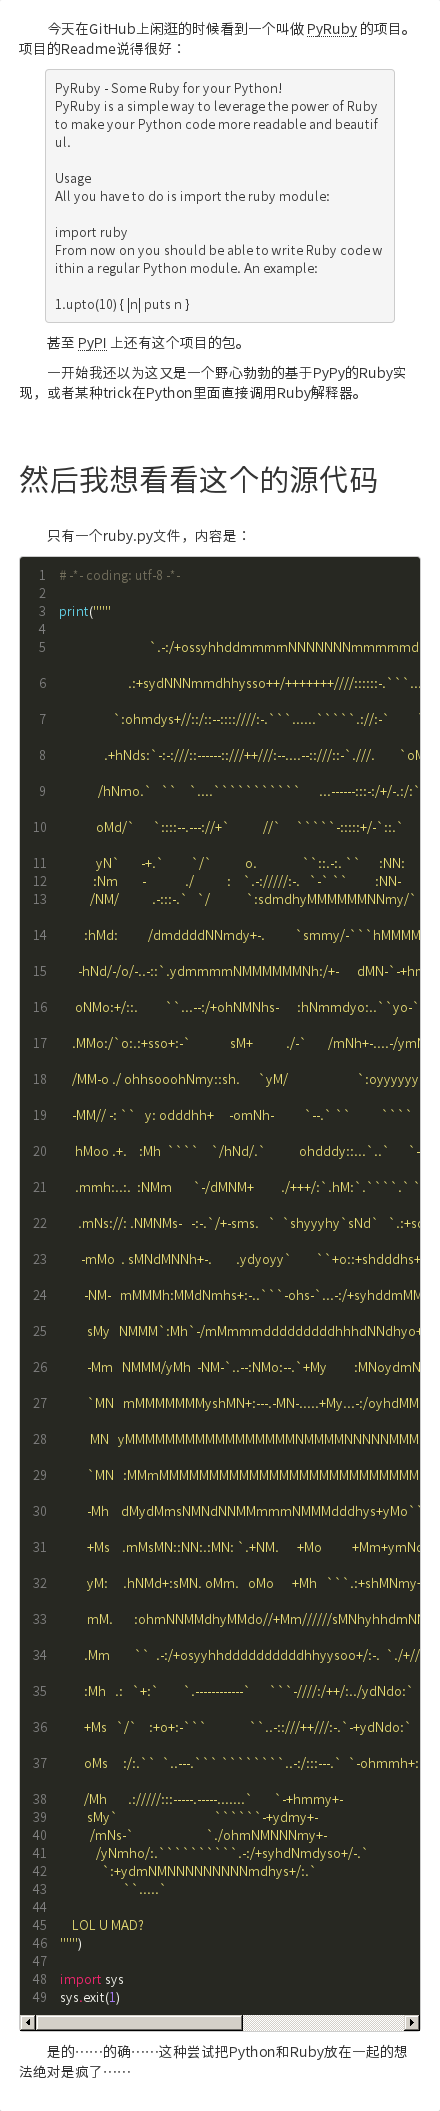 今天在GitHub上闲逛的时候看到一个叫做 PyRuby 的项目。
项目的Readme说得很好：
PyRuby - Some Ruby for your Python!
PyRuby is a simple way to leverage the power of Ruby
to make your Python code more readable and beautif
ul.
Usage
All you have to do is import the ruby module:
import ruby
From now on you should be able to write Ruby code w
ithin a regular Python module. An example:
1.upto(10) { |n| puts n }
甚至 PyPI 上还有这个项目的包。
一开始我还以为这又是一个野心勃勃的基于PyPy的Ruby实
现，或者某种trick在Python里面直接调用Ruby解释器。
然后我想看看这个的源代码
只有一个ruby.py文件，内容是：
1 # -*- coding: utf-8 -*-
2
3 print("""
4
5 `.-:/+ossyhhddmmmmNNNNNNNmmmmmd
6 .:+sydNNNmmdhhysso++/+++++++////::::::-.```...
7 `:ohmdys+//::/::--::::////:-.```......`````.://:-`
8 .+hNds:`-:-:///::------::///++///:--....--::///::-`.///. `oM
9 /hNmo.` `` `....``````````` ...------:::-:/+/-.:/:`
10 oMd/` `::::--.---://+` //` `````-:::::+/-`::.`
11 yN` -+.` `/` o. ``::.-:. `` :NN:
12 :Nm - ./ : `.-://///:-. `-` `` :NN-
13 /NM/ .-:::-.` `/ `:sdmdhyMMMMMMNNmy/`
14 :hMd: /dmddddNNmdy+-. `smmy/-```hMMMM
15 -hNd/-/o/-..-::`.ydmmmmNMMMMMMNh:/+- dMN-`-+hm
16 oNMo:+/::. ``...--:/+ohNMNhs- :hNmmdyo:..``yo-`
17 .MMo:/`o:.:+sso+:-` sM+ ./-` /mNh+-....-/ymN
18 /MM-o ./ ohhsooohNmy::sh. `yM/ `:oyyyyyy
19 -MM// -: `` y: odddhh+ -omNh- `--.` `` ````
20 hMoo .+. :Mh ```` `/hNd/.` ohdddy::...`..` `-
21 .mmh:..:. :NMm `-/dMNM+ ./+++/:`.hM:`.````.` `
22 .mNs://: .NMNMs- -:-.`/+-sms. ` `shyyyhy`sNd` `.:+so
23 -mMo . sMNdMNNh+-. .ydyoyy` ``+o::+shdddhs+
24 -NM- mMMMh:MMdNmhs+:-..```-ohs-`...-:/+syhddmMM
25 sMy NMMM`:Mh`-/mMmmmdddddddddhhhdNNdhyo+
26 -Mm NMMM/yMh -NM-`..--:NMo:--.`+My :MNoydmN
27 `MN mMMMMMMMyshMN+:---.-MN-.....+My...-:/oyhdMM
28 MN yMMMMMMMMMMMMMMMMMNMMMMNNNNNMMM
29 `MN :MMmMMMMMMMMMMMMMMMMMMMMMMMMMM
30 -Mh dMydMmsNMNdNNMMmmmNMMMdddhys+yMo``
31 +Ms .mMsMN::NN:.:MN: `.+NM. +Mo +Mm+ymNd
32 yM: .hNMd+:sMN. oMm. oMo +Mh ```.:+shMNmy+
33 mM. :ohmNNMMdhyMMdo//+Mm//////sMNhyhhdmNN
34 .Mm `` .-:/+osyyhhddddddddddhhyysoo+/:-. `./+//
35 :Mh .: `+:` `.------------` ```-////:/++/:../ydNdo:`
36 +Ms `/` :+o+:-``` ``..-::///++///:-.`-+ydNdo:`
37 oMs :/:.`` `..---.``` ````````..-:/:::---.` `-ohmmh+:
38 /Mh .://///:::-----.-----.......` `-+hmmy+-
39 sMy` ``````-+ydmy+-
40 /mNs-` `./ohmNMNNNmy+-
41 /yNmho/:.``````````.-:/+syhdNmdyso+/-.`
42 `:+ydmNMNNNNNNNNNmdhys+/:.`
43 ``.....`
44
45 LOL U MAD?
46 """)
47
48 import sys
49 sys.exit(1)
是的……的确……这种尝试把Python和Ruby放在一起的想
法绝对是疯了……